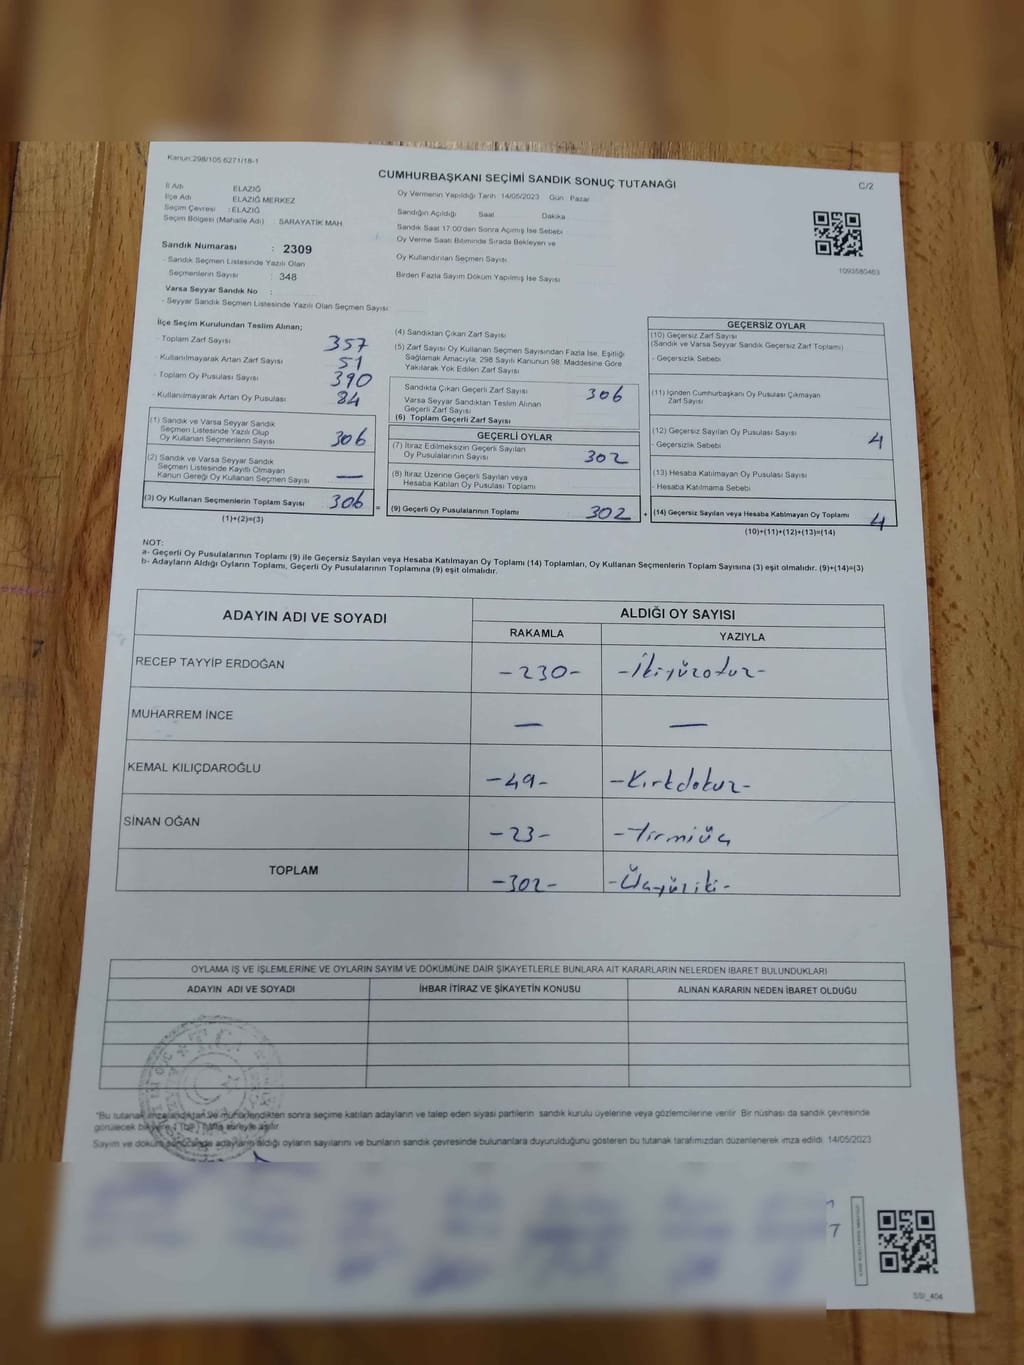 Kanun:298/105.6271/18-1
CUMHURBAŞKANI SEÇİMİ SANDIK SONUÇ TUTANAĞI
C/2
İl Adı ELAZIĞ
İlçe Adı ELAZIĞ MERKEZ
Seçim Çevresi : ELAZIĞ
Seçim Bölgesi (Mahalle Adı) : SARAYATİK MAH
Sandık Numarası : 2309
- Sandık Seçmen Listesinde Yazılı Olan
Seçmenlerin Sayısı : 348
Varsa Seyyar Sandık No :
- Seyyar Sandık Seçmen Listesinde Yazılı Olan Seçmen Sayısı
Oy Vermenin Yapıldığı Tarih 14/05/2023 Gün Pazar
Sandığın Açıldığı Saat Dakika
Sandık Saat 17:00'den Sonra Açılmış İse Sebebi
Oy Verme Saati Bitiminde Sırada Bekleyen ve
Oy Kullandırılan Seçmen Sayısı
Birden Fazla Sayım Döküm Yapılmış İse Sayısı
1093580463
İlçe Seçim Kurulundan Teslim Alınan;
- Toplam Zarf Sayısı 357
- Kullanılmayarak Artan Zarf Sayısı 51
- Toplam Oy Pusulası Sayısı 390
- Kullanılmayarak Artan Oy Pusulası 84
(1) Sandık ve Varsa Seyyar Sandık
Seçmen Listesinde Yazılı Olup
Oy Kullanan Seçmenlerin Sayısı 306
(2) Sandık ve Varsa Seyyar Sandık
Seçmen Listesinde Kayıtlı Olmayan
Kanun Gereği Oy Kullanan Seçmen Sayısı —
(3) Oy Kullanan Seçmenlerin Toplam Sayısı 306 =
(1)+(2)=(3)
(4) Sandıktan Çıkan Zarf Sayısı
(5) Zarf Sayısı Oy Kullanan Seçmen Sayısından Fazla İse, Eşitliği
Sağlamak Amacıyla, 298 Sayılı Kanunun 98. Maddesine Göre
Yakılarak Yok Edilen Zarf Sayısı
Sandıkta Çıkan Geçerli Zarf Sayısı 306
Varsa Seyyar Sandıktan Teslim Alınan
Geçerli Zarf Sayısı
(6) Toplam Geçerli Zarf Sayısı
GEÇERLİ OYLAR
(7) İtiraz Edilmeksizin Geçerli Sayılan
Oy Pusulalarının Sayısı 302
(8) İtiraz Üzerine Geçerli Sayılan veya
Hesaba Katılan Oy Pusulası Toplamı
(9) Geçerli Oy Pusulalarının Toplamı 302 +
GEÇERSİZ OYLAR
(10) Geçersiz Zarf Sayısı
(Sandık ve Varsa Seyyar Sandık Geçersiz Zarf Toplamı)
- Geçersizlik Sebebi
(11) İçinden Cumhurbaşkanı Oy Pusulası Çıkmayan
Zarf Sayısı
(12) Geçersiz Sayılan Oy Pusulası Sayısı 4
- Geçersizlik Sebebi
(13) Hesaba Katılmayan Oy Pusulası Sayısı
- Hesaba Katılmama Sebebi
(14) Geçersiz Sayılan veya Hesaba Katılmayan Oy Toplamı 4
(10)+(11)+(12)+(13)=(14)
NOT:
a- Geçerli Oy Pusulalarının Toplamı (9) ile Geçersiz Sayılan veya Hesaba Katılmayan Oy Toplamı (14) Toplamları, Oy Kullanan Seçmenlerin Toplam Sayısına (3) eşit olmalıdır. (9)+(14)=(3)
b- Adayların Aldığı Oyların Toplamı, Geçerli Oy Pusulalarının Toplamına (9) eşit olmalıdır.
ADAYIN ADI VE SOYADI ALDIĞI OY SAYISI
RAKAMLA YAZIYLA
RECEP TAYYİP ERDOĞAN -230- -İkiyüzotuz-
MUHARREM İNCE — —
KEMAL KILIÇDAROĞLU -49- -Kırkdokuz-
SİNAN OĞAN -23- -Yirmiüç
TOPLAM -302- -Üçyüziki-
OYLAMA İŞ VE İŞLEMLERİNE VE OYLARIN SAYIM VE DÖKÜMÜNE DAİR ŞİKAYETLERLE BUNLARA AİT KARARLARIN NELERDEN İBARET BULUNDUKLARI
ADAYIN ADI VE SOYADI İHBAR İTİRAZ VE ŞİKAYETİN KONUSU ALINAN KARARIN NEDEN İBARET OLDUĞU
T.C.
"Bu tutanak imzalandıktan ve mühürlendikten sonra seçime katılan adayların ve talep eden siyasi partilerin sandık kurulu üyelerine veya gözlemcilerine verilir. Bir nüshası da sandık çevresinde
görülecek bir yere 1 (bir) hafta süreyle asılır.
Sayım ve döküm sonucunda adayların aldığı oyların sayılarını ve bunların sandık çevresinde bulunanlara duyurulduğunu gösteren bu tutanak tarafımızdan düzenlenerek imza edildi. 14/05/2023
7
SSI_404